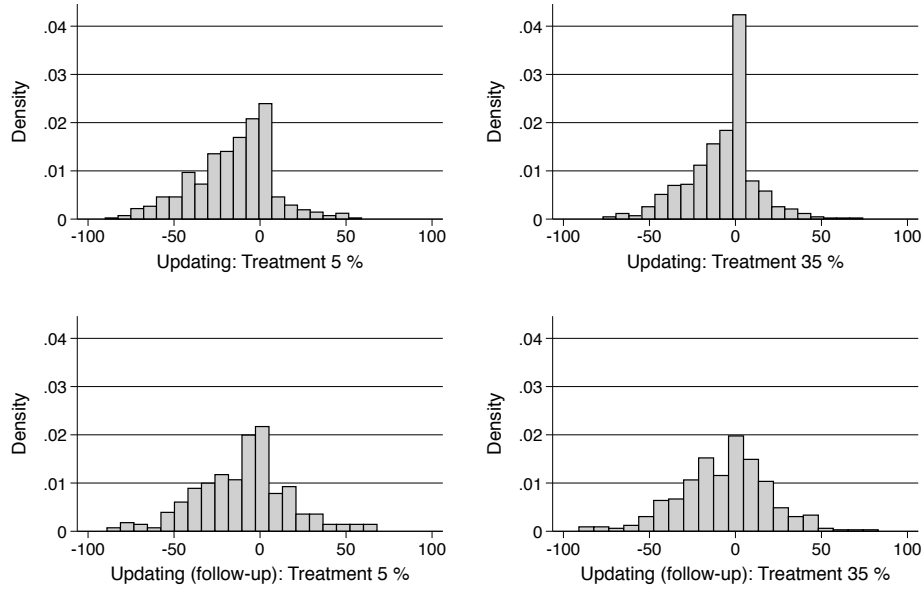 Density
.04
.03
.02
.01
0
-100 -50 0 50 100
Updating: Treatment 5 %
Density
.04
.03
.02
.01
0
-100 -50 0 50 100
Updating: Treatment 35 %
Density
.04
.03
.02
.01
0
-100 -50 0 50 100
Updating (follow-up): Treatment 5 %
Density
.04
.03
.02
.01
0
-100 -50 0 50 100
Updating (follow-up): Treatment 35 %